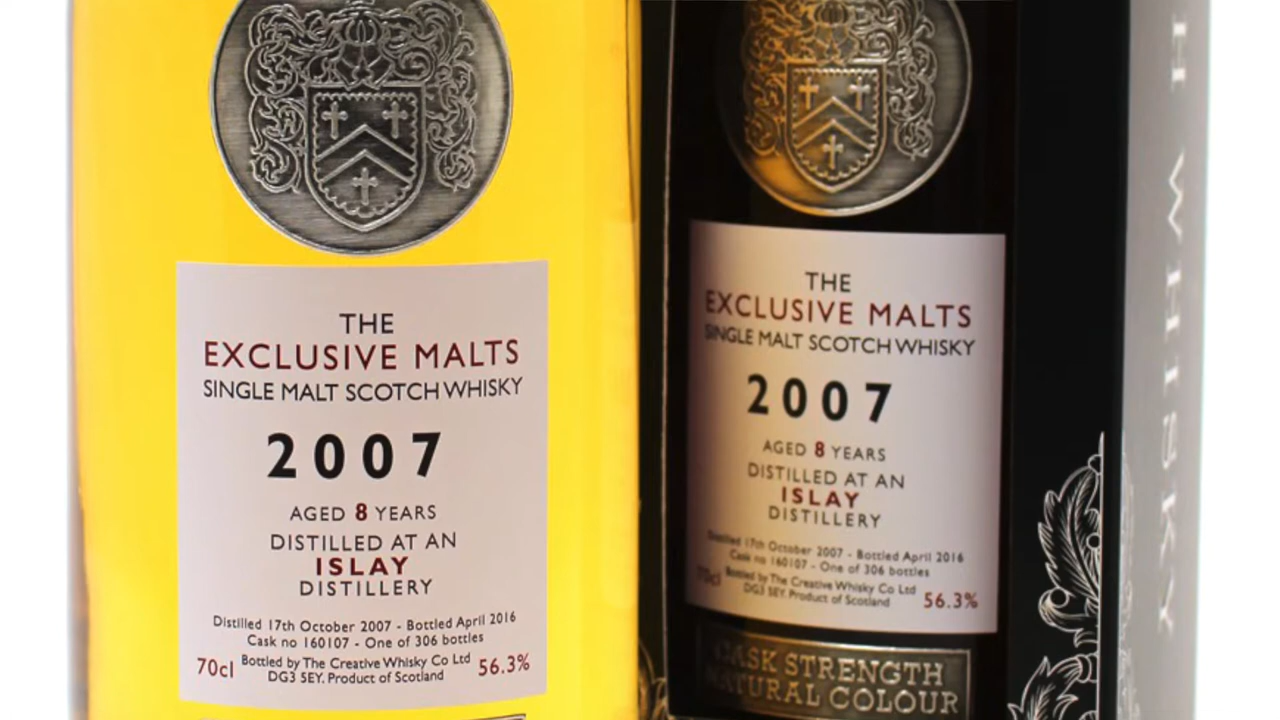 THE
EXCLUSIVE MALTS
SINGLE MALT SCOTCH WHISKY
2007
AGED 8 YEARS
DISTILLED AT AN
ISLAY
DISTILLERY
Distilled 17th October 2007 - Bottled April 2016
Cask no 160107 - One of 306 bottles
70cl Bottled by The Creative Whisky Co Ltd 56.3%
DG3 5EY. Product of Scotland
THE
EXCLUSIVE MALTS
SINGLE MALT SCOTCH WHISKY
2007
AGED 8 YEARS
DISTILLED AT AN
ISLAY
DISTILLERY
Distilled 17th October 2007 - Bottled April 2016
Cask no 160107 - One of 306 bottles
70cl Bottled by The Creative Whisky Co Ltd 56.3%
DG3 5EY. Product of Scotland
CASK STRENGTH
NATURAL COLOUR
H WHISKY